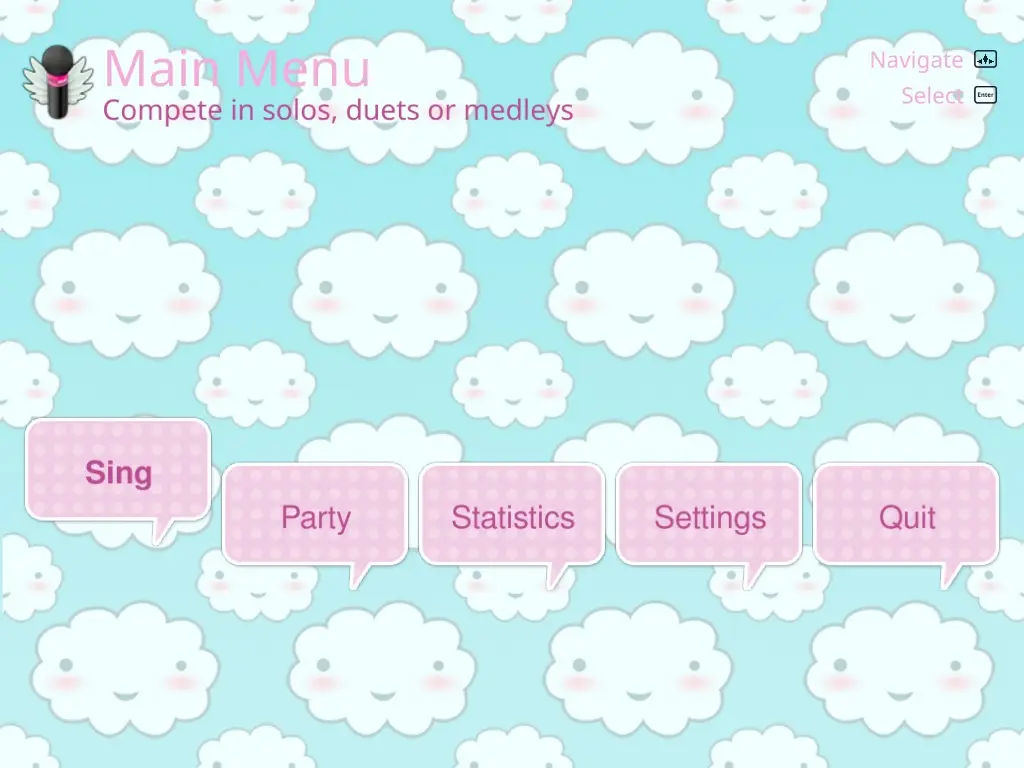 Main Menu
Compete in solos, duets or medleys
Navigate
Select Enter
Sing
Party
Statistics
Settings
Quit